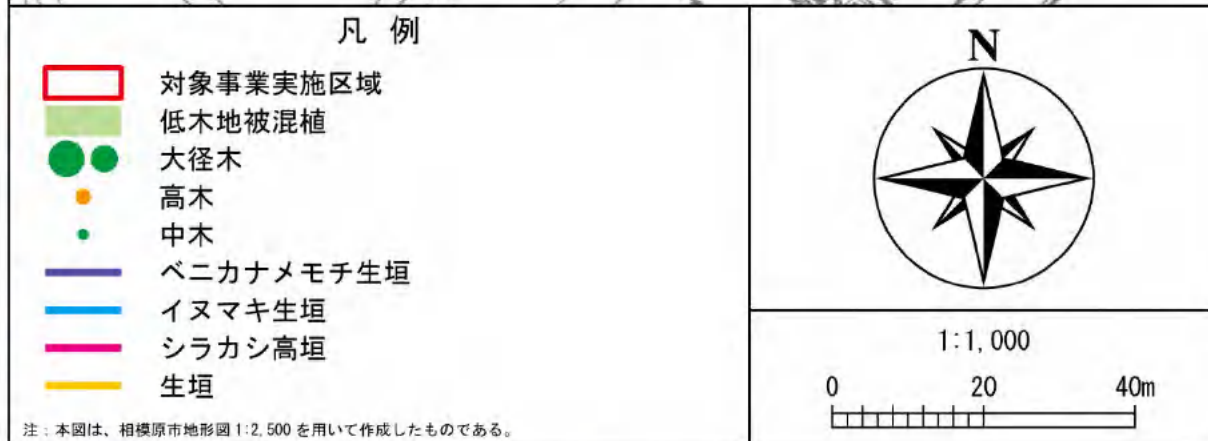 凡 例
対象事業実施区域
低木地被混植
大径木
高木
中木
ベニカナメモチ生垣
イヌマキ生垣
シラカシ高垣
生垣
注：本図は、相模原市地形図1:2,500を用いて作成したものである。
N
1:1,000
0 20 40m